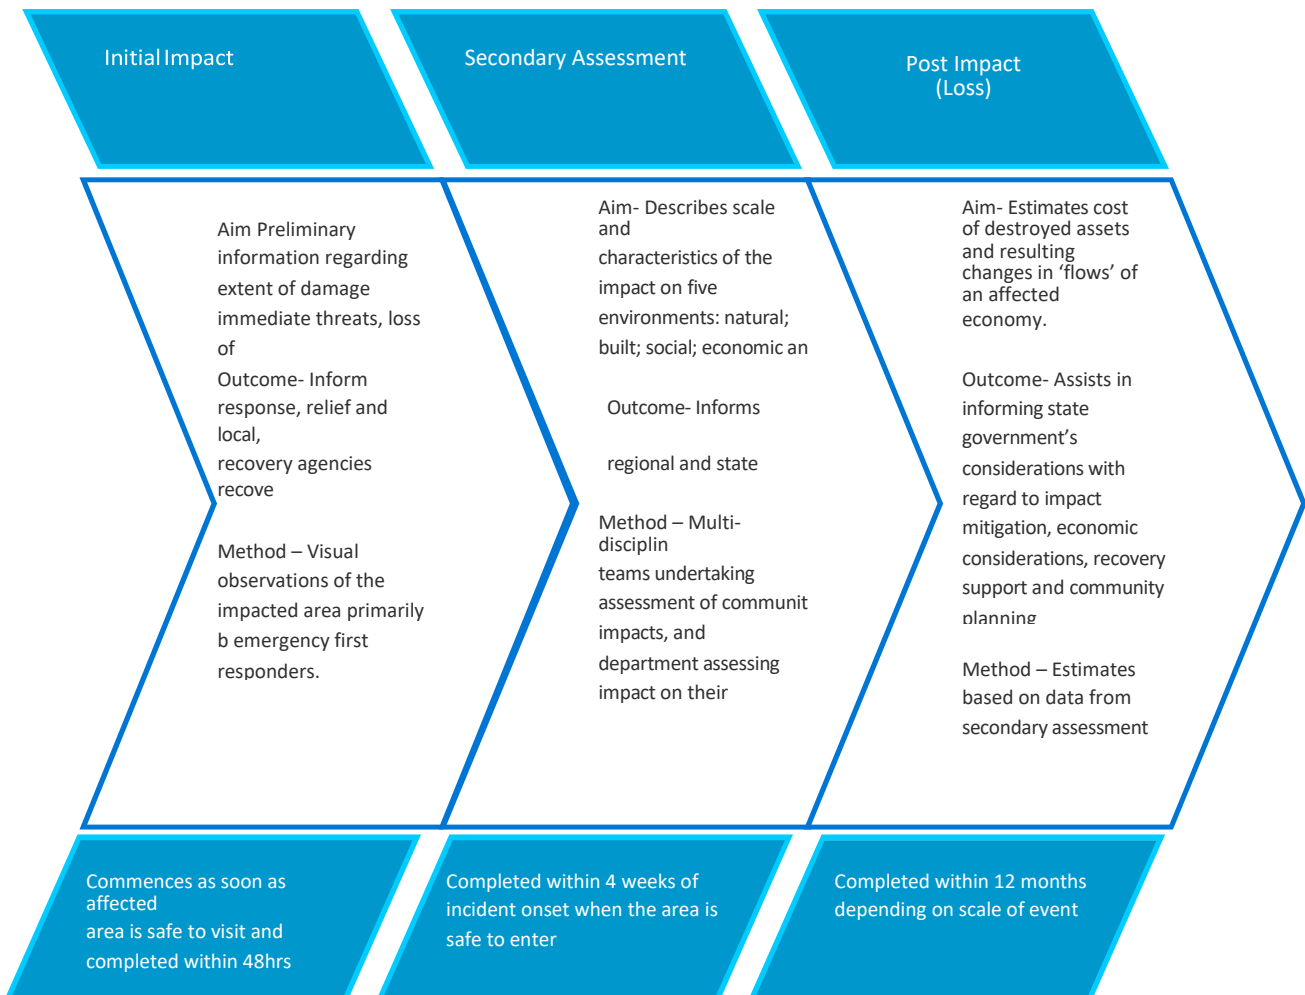 Initial Impact
Secondary Assessment
Post Impact
(Loss)
Aim Preliminary
information regarding
extent of damage
immediate threats, loss
of
Outcome- Inform
response, relief and
local,
recovery agencies
recove
Method – Visual
observations of the
impacted area primarily
b emergency first
responders.
Aim- Describes scale
and
characteristics of the
impact on five
environments: natural;
built; social; economic an
Outcome- Informs
regional and state
Method – Multi-
disciplin
teams undertaking
assessment of communit
impacts, and
department assessing
impact on their
Aim- Estimates cost
of destroyed assets
and resulting
changes in ‘flows’ of
an affected
economy.
Outcome- Assists in
informing state
government’s
considerations with
regard to impact
mitigation, economic
considerations, recovery
support and community
planning
Method – Estimates
based on data from
secondary assessment
Commences as soon as
affected
area is safe to visit and
completed within 48hrs
Completed within 4 weeks of
incident onset when the area is
safe to enter
Completed within 12 months
depending on scale of event